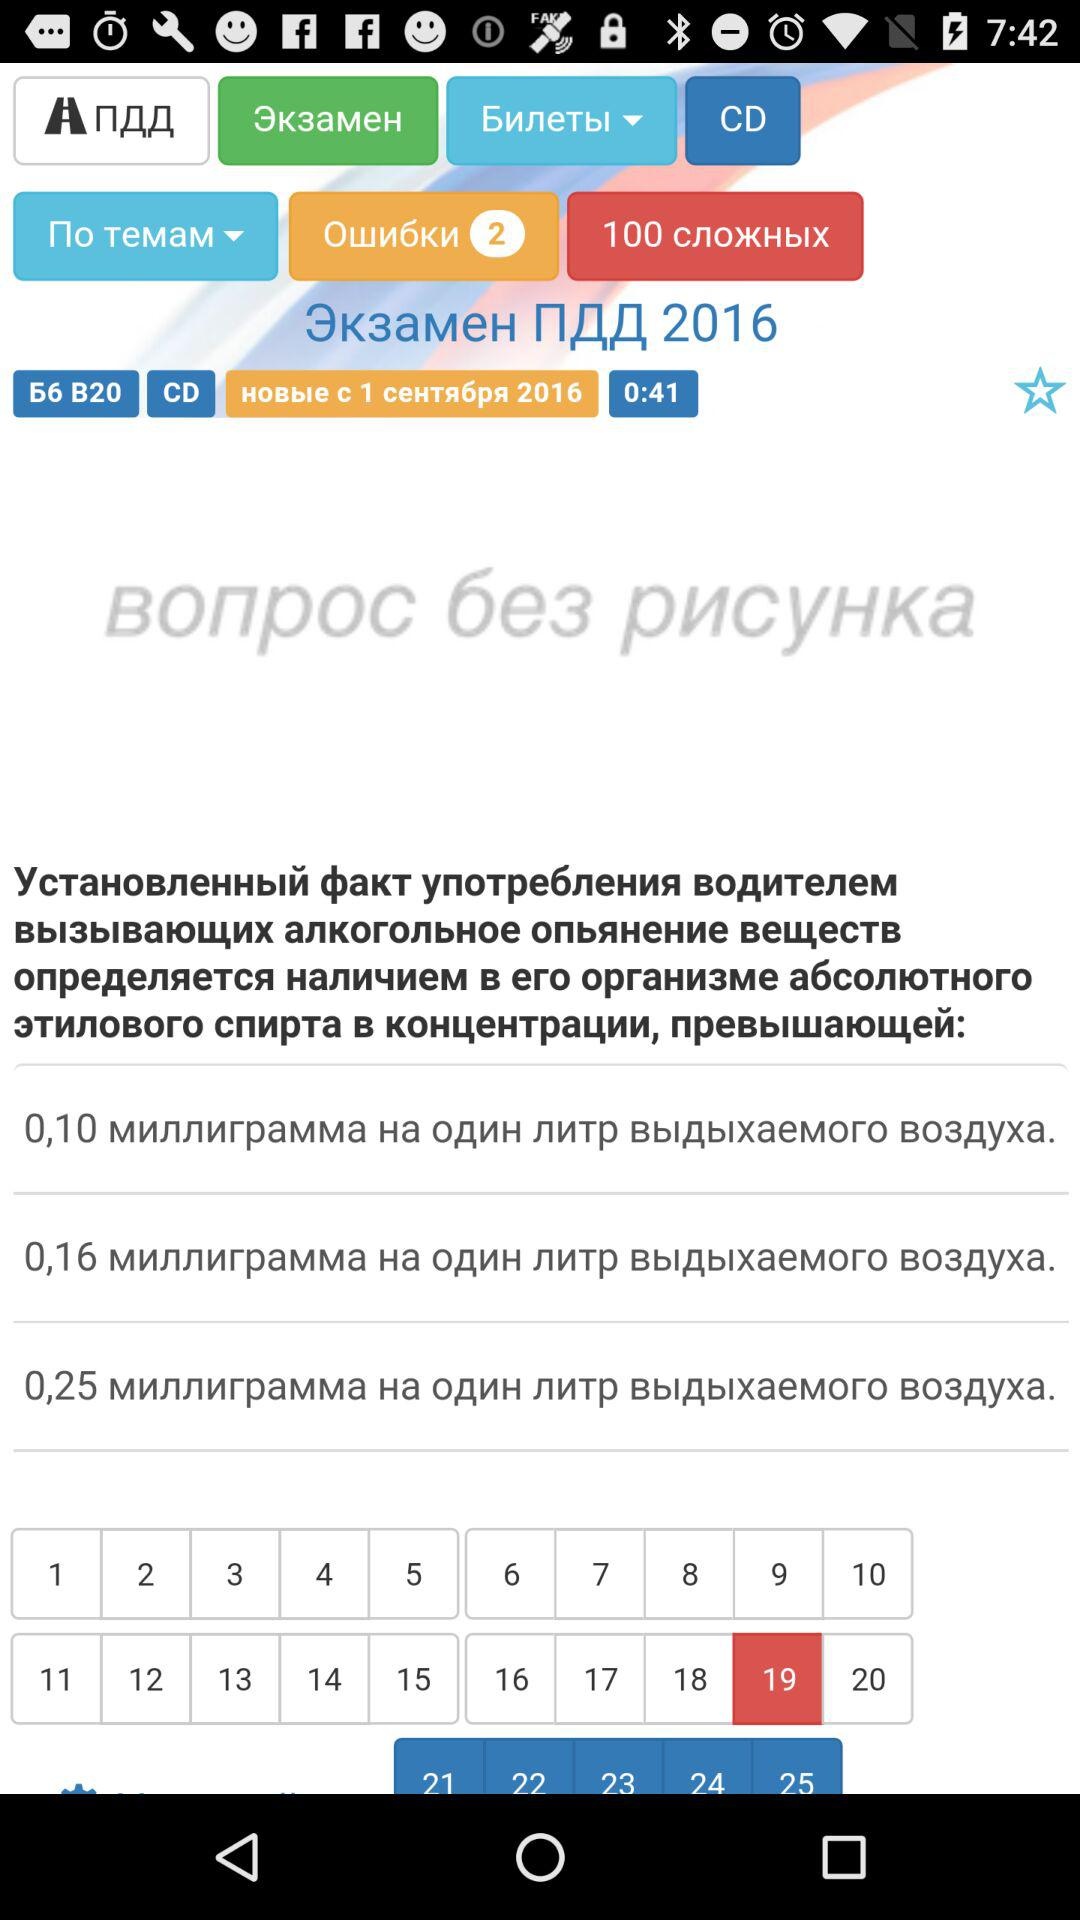 FAKE
7:42
ПДД Экзамен Билеты CD
По темам Ошибки 2 100 сложных
Экзамен ПДД 2016
Б6 В20 CD новые с 1 сентября 2016 0:41
вопрос без рисунка
Установленный факт употребления водителем
вызывающих алкогольное опьянение веществ
определяется наличием в его организме абсолютного
этилового спирта в концентрации, превышающей:
0,10 миллиграмма на один литр выдыхаемого воздуха.
0,16 миллиграмма на один литр выдыхаемого воздуха.
0,25 миллиграмма на один литр выдыхаемого воздуха.
1 2 3 4 5 6 7 8 9 10
11 12 13 14 15 16 17 18 19 20
21 22 23 24 25